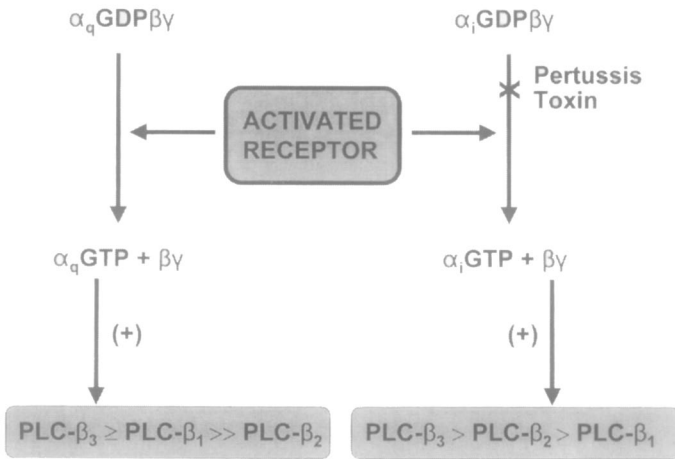 αqGDPβγ
αiGDPβγ
Pertussis
Toxin
ACTIVATED
RECEPTOR
αqGTP + βγ
αiGTP + βγ
(+)
(+)
PLC-β3 ≥ PLC-β1 >> PLC-β2
PLC-β3 > PLC-β2 > PLC-β1